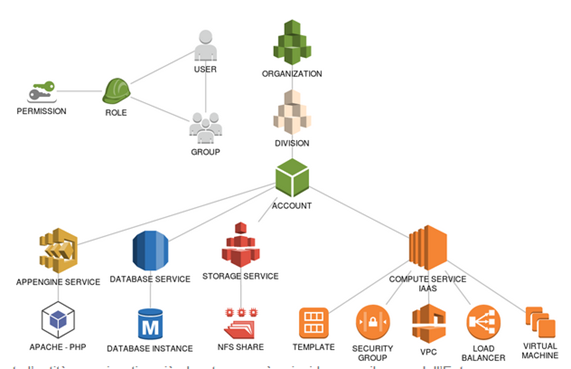 USER
ORGANIZATION
PERMISSION
ROLE
GROUP
DIVISION
ACCOUNT
APPENGINE SERVICE
DATABASE SERVICE
STORAGE SERVICE
COMPUTE SERVICE
IAAS
APACHE - PHP
DATABASE INSTANCE
M
NFS SHARE
TEMPLATE
SECURITY
GROUP
VPC
LOAD
BALANCER
VIRTUAL
MACHINE